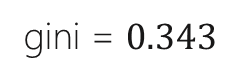 gini = 0.343